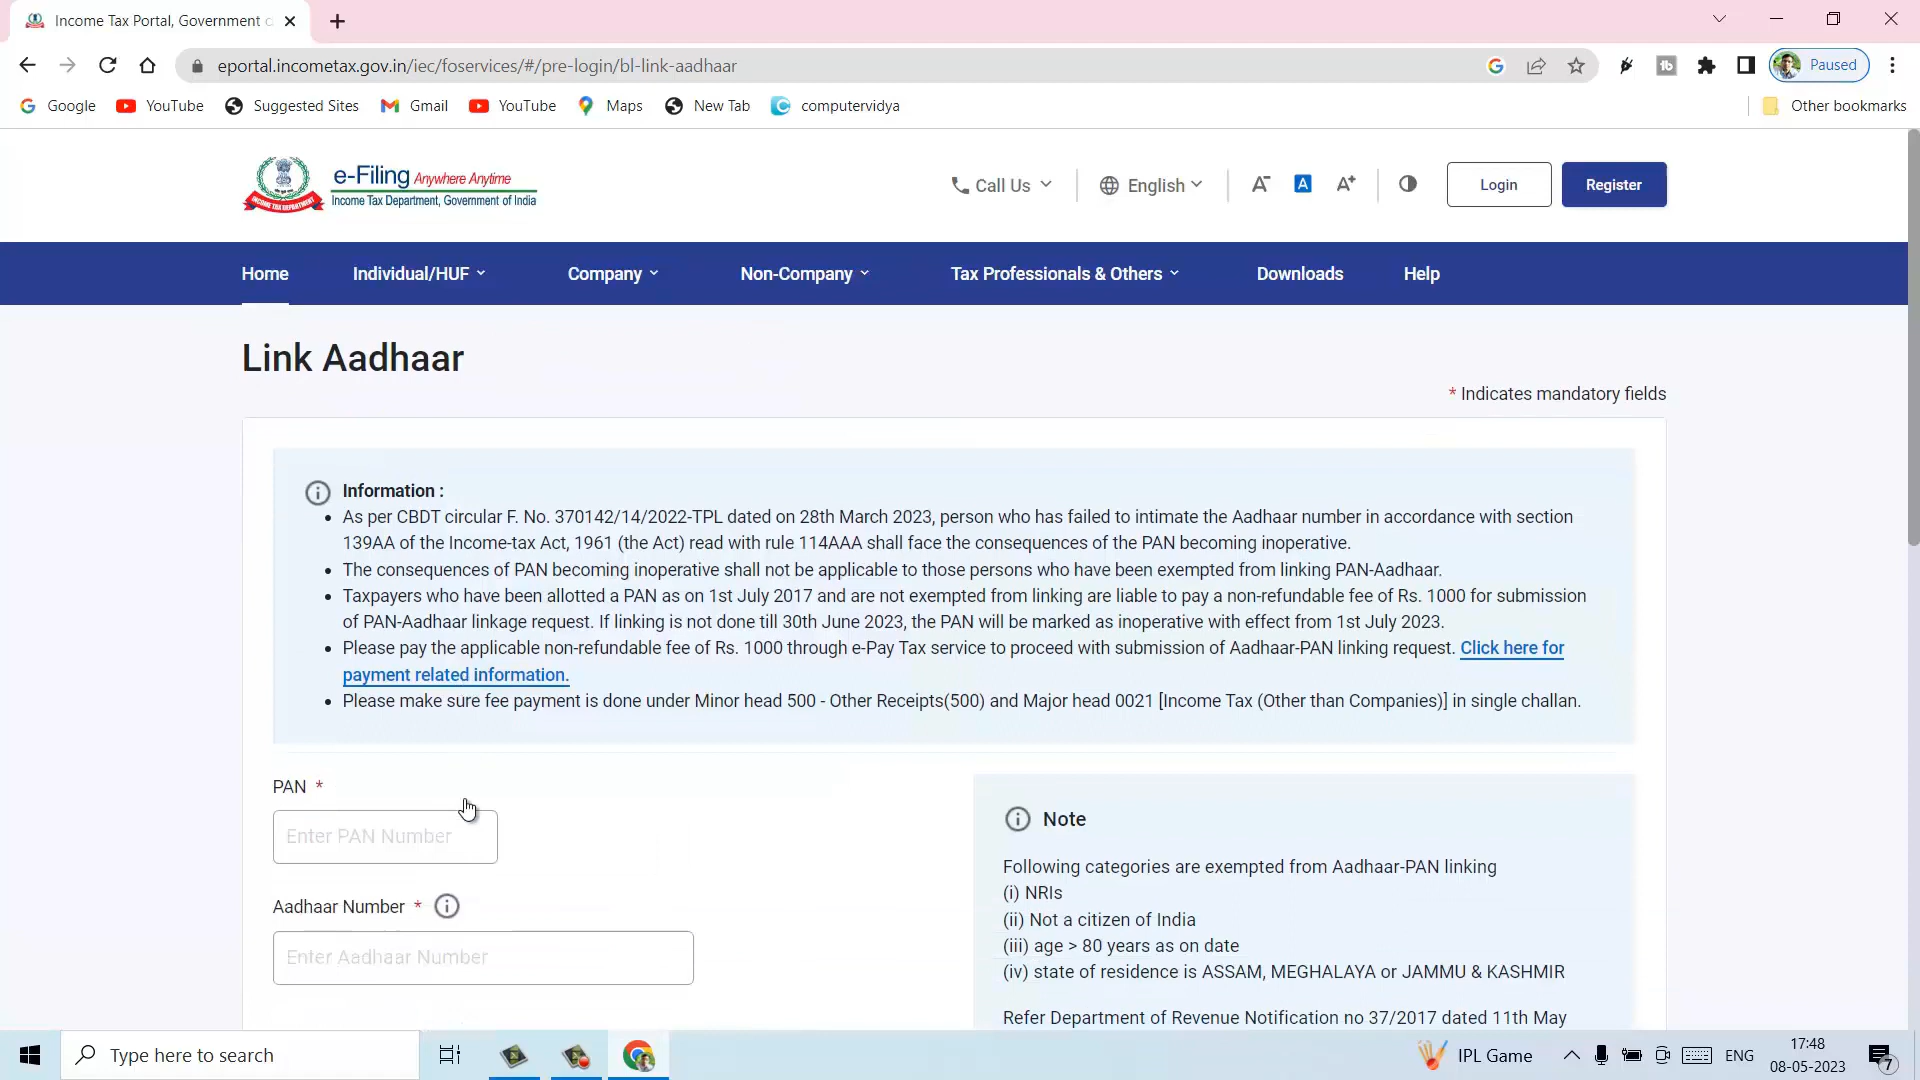 Income Tax Portal, Government o
eportal.incometax.gov.in/iec/foservices/#/pre-login/bl-link-aadhaar
Paused
Google
YouTube
Suggested Sites
Gmail
YouTube
Maps
New Tab
computervidya
Other bookmarks
e-Filing Anywhere Anytime
Income Tax Department, Government of India
INCOME TAX DEPARTMENT
Call Us
English
A-
A
A+
Login
Register
Home
Individual/HUF
Company
Non-Company
Tax Professionals & Others
Downloads
Help
Link Aadhaar
* Indicates mandatory fields
Information :
• As per CBDT circular F. No. 370142/14/2022-TPL dated on 28th March 2023, person who has failed to intimate the Aadhaar number in accordance with section
139AA of the Income-tax Act, 1961 (the Act) read with rule 114AAA shall face the consequences of the PAN becoming inoperative.
• The consequences of PAN becoming inoperative shall not be applicable to those persons who have been exempted from linking PAN-Aadhaar.
• Taxpayers who have been allotted a PAN as on 1st July 2017 and are not exempted from linking are liable to pay a non-refundable fee of Rs. 1000 for submission
of PAN-Aadhaar linkage request. If linking is not done till 30th June 2023, the PAN will be marked as inoperative with effect from 1st July 2023.
• Please pay the applicable non-refundable fee of Rs. 1000 through e-Pay Tax service to proceed with submission of Aadhaar-PAN linking request. Click here for
payment related information.
• Please make sure fee payment is done under Minor head 500 - Other Receipts(500) and Major head 0021 [Income Tax (Other than Companies)] in single challan.
PAN *
Enter PAN Number
Aadhaar Number *
Enter Aadhaar Number
Note
Following categories are exempted from Aadhaar-PAN linking
(i) NRIs
(ii) Not a citizen of India
(iii) age > 80 years as on date
(iv) state of residence is ASSAM, MEGHALAYA or JAMMU & KASHMIR
Refer Department of Revenue Notification no 37/2017 dated 11th May
Type here to search
IPL Game
ENG
17:48
08-05-2023
7